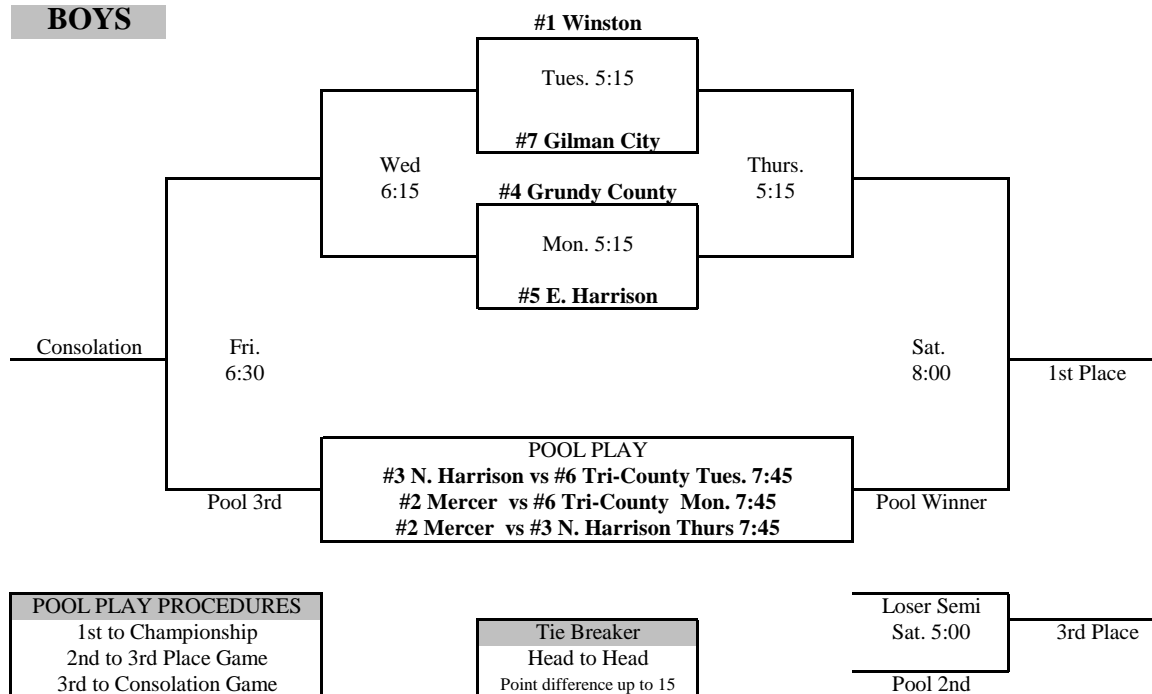 BOYS
#1 Winston
Tues. 5:15
#7 Gilman City
Wed
6:15
Thurs.
5:15
#4 Grundy County
Mon. 5:15
#5 E. Harrison
Consolation
Fri.
6:30
Sat.
8:00
1st Place
POOL PLAY
#3 N. Harrison vs #6 Tri-County Tues. 7:45
#2 Mercer vs #6 Tri-County Mon. 7:45
#2 Mercer vs #3 N. Harrison Thurs 7:45
Pool 3rd
Pool Winner
POOL PLAY PROCEDURES
1st to Championship
2nd to 3rd Place Game
3rd to Consolation Game
Tie Breaker
Head to Head
Point difference up to 15
Loser Semi
Sat. 5:00
3rd Place
Pool 2nd